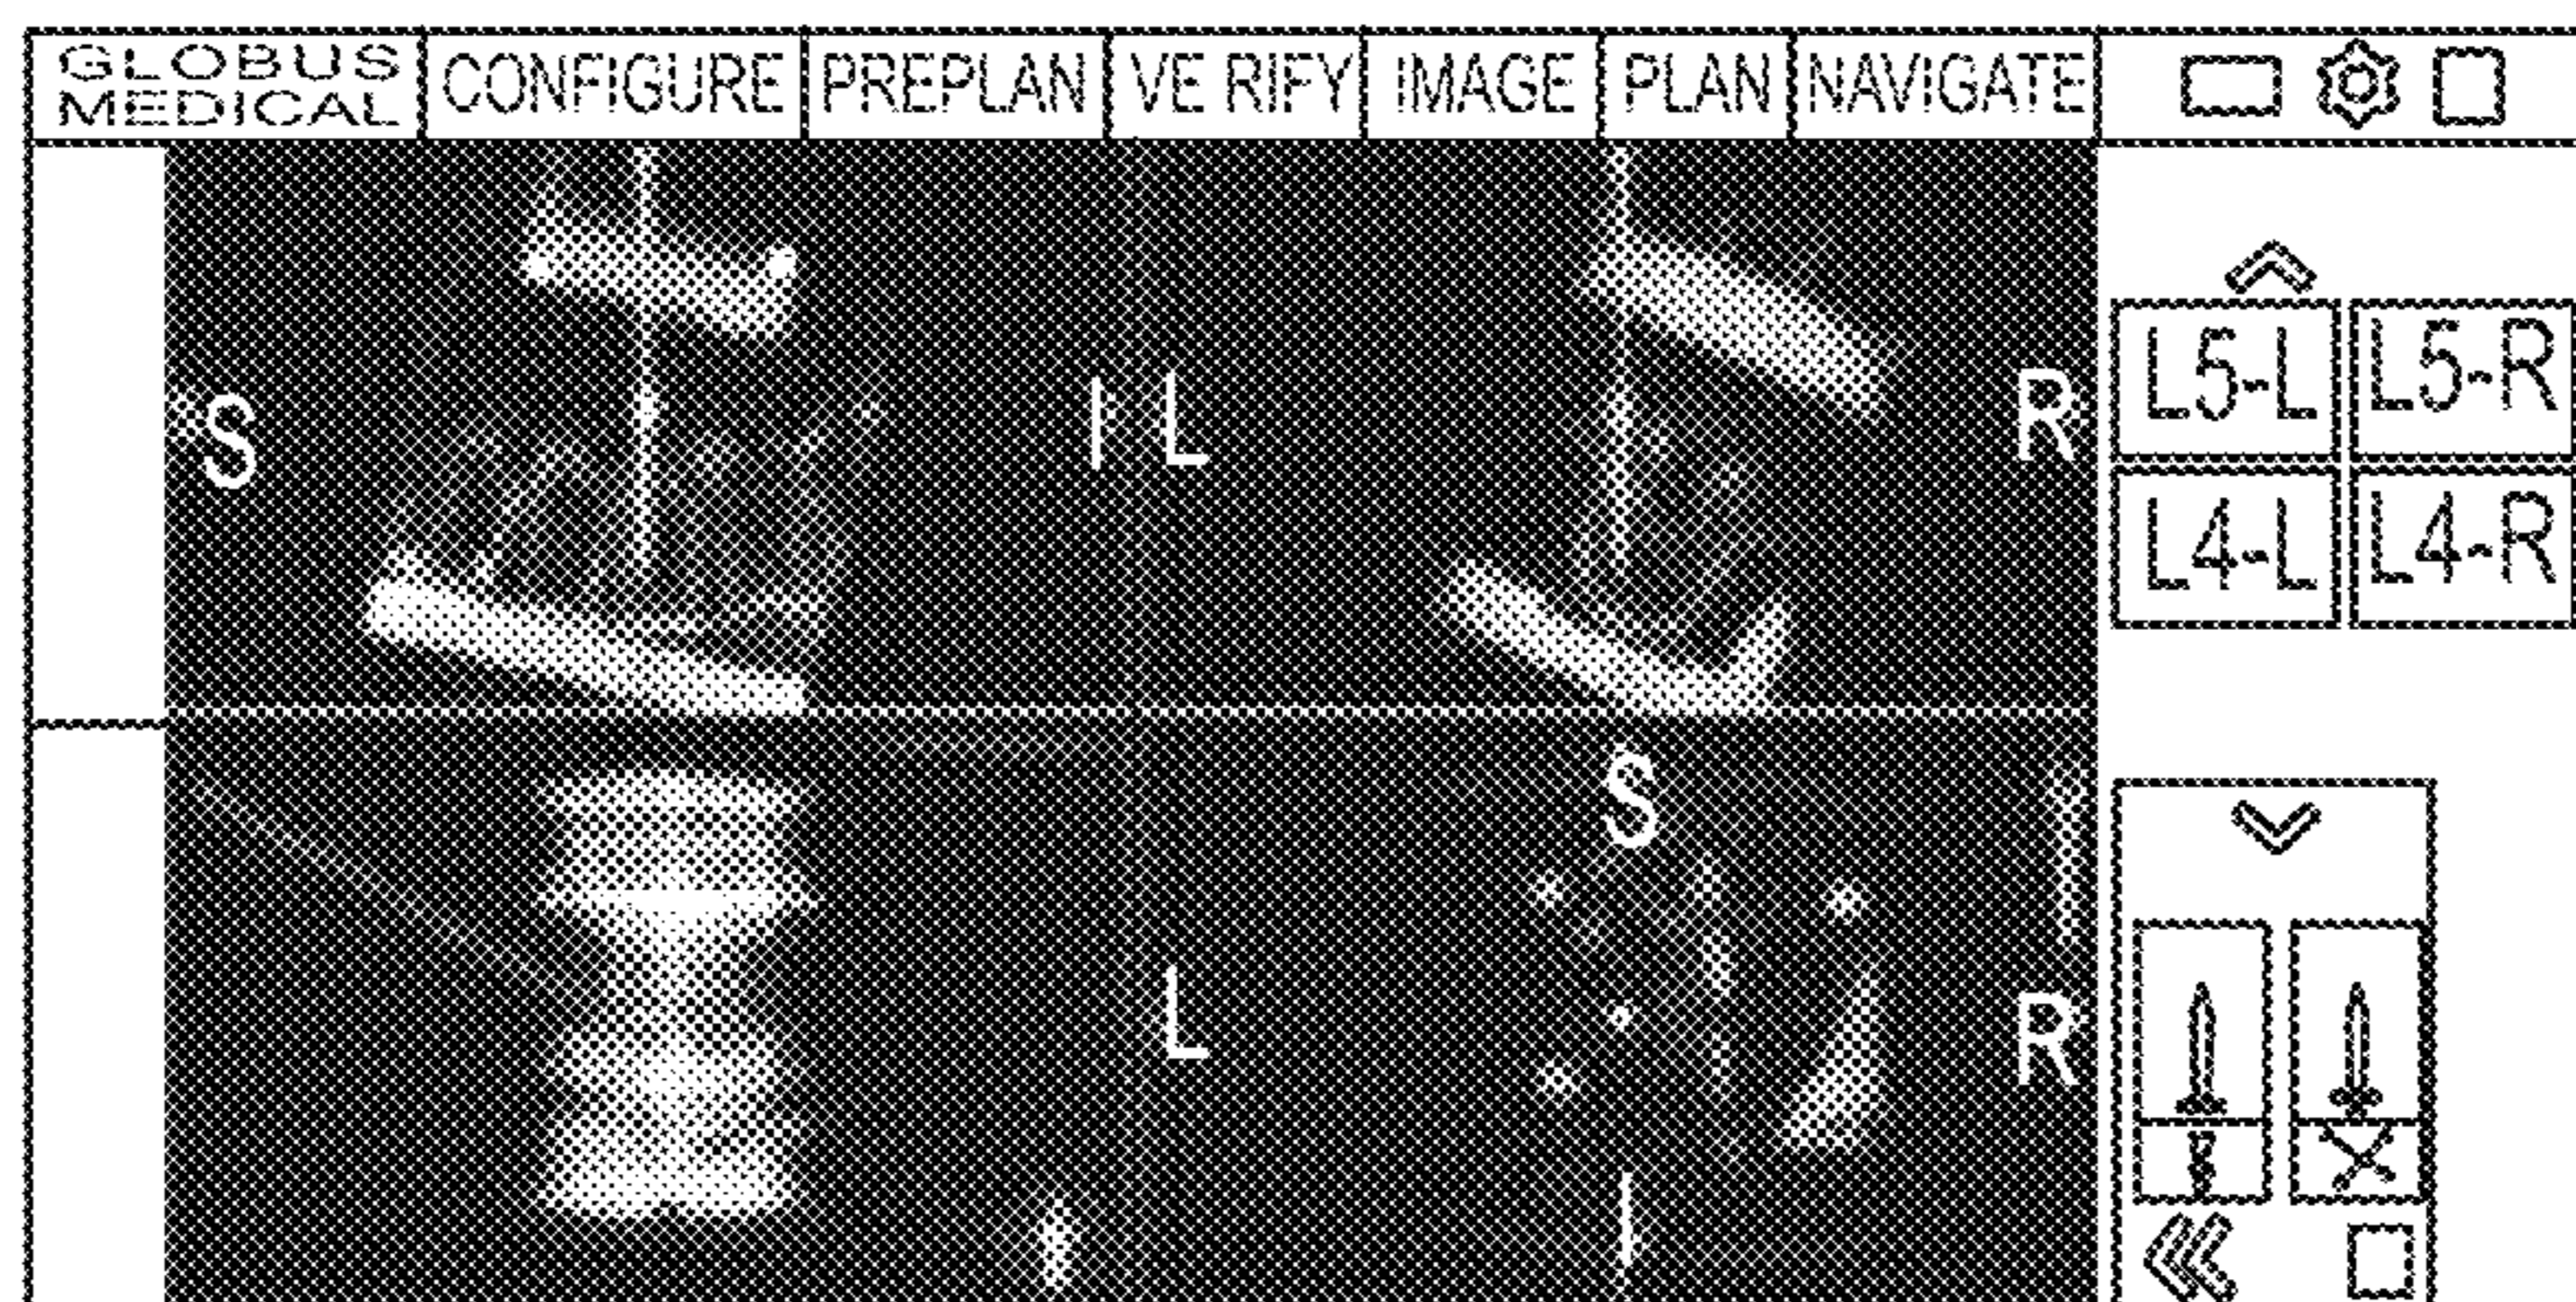 GLOBUS
MEDICAL
CONFIGURE
PREPLAN
VE RIFY
IMAGE
PLAN
NAVIGATE
S
I
L
R
L5-L
L5-R
L4-L
L4-R
S
L
R